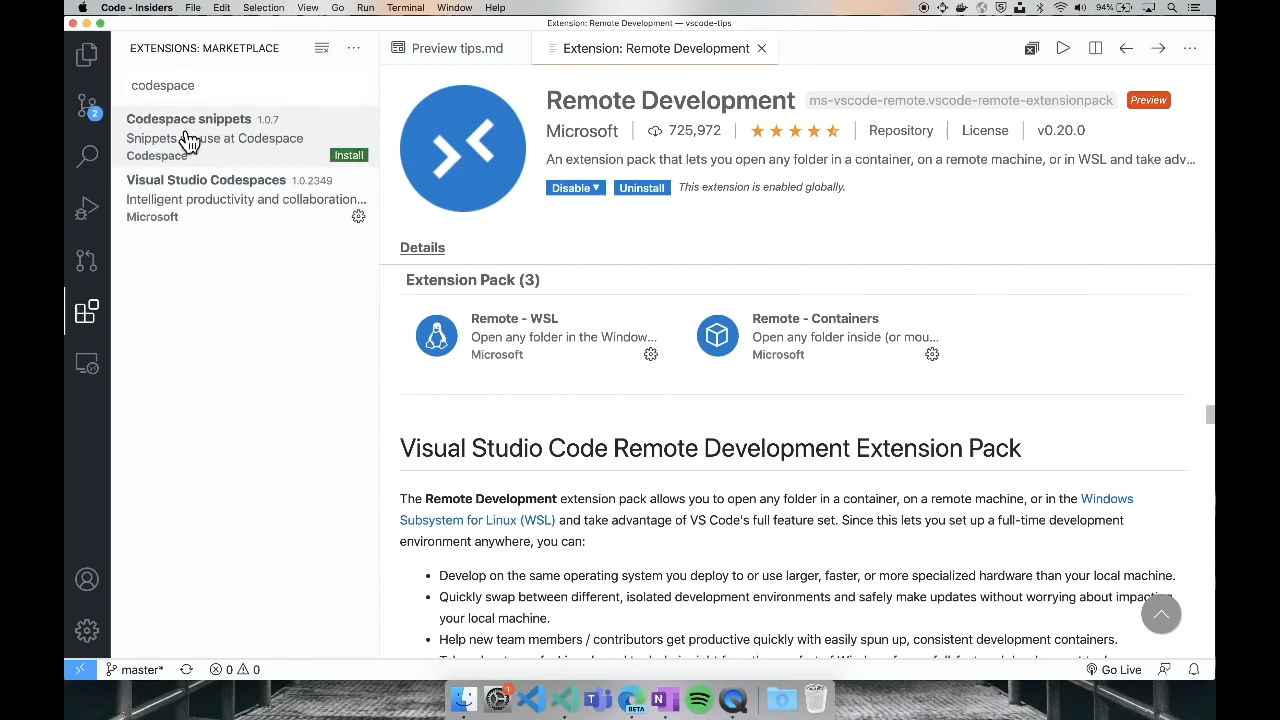 Code - Insiders File Edit Selection View Go Run Terminal Window Help 94%
Extension: Remote Development — vscode-tips
EXTENSIONS: MARKETPLACE
Preview tips.md
Extension: Remote Development
codespace
2
Codespace snippets 1.0.7
Snippets use at Codespace
Codespace
Install
Visual Studio Codespaces 1.0.2349
Intelligent productivity and collaboration...
Microsoft
Remote Development ms-vscode-remote.vscode-remote-extensionpack Preview
Microsoft 725,972 Repository License v0.20.0
An extension pack that lets you open any folder in a container, on a remote machine, or in WSL and take adv...
Disable Uninstall This extension is enabled globally.
Details
Extension Pack (3)
Remote - WSL
Open any folder in the Window...
Microsoft
Remote - Containers
Open any folder inside (or mou...
Microsoft
Visual Studio Code Remote Development Extension Pack
The Remote Development extension pack allows you to open any folder in a container, on a remote machine, or in the Windows
Subsystem for Linux (WSL) and take advantage of VS Code's full feature set. Since this lets you set up a full-time development
environment anywhere, you can:
• Develop on the same operating system you deploy to or use larger, faster, or more specialized hardware than your local machine.
• Quickly swap between different, isolated development environments and safely make updates without worrying about
your local machine.
• Help new team members / contributors get productive quickly with easily spun up, consistent development containers.
master* 0 0 Go Live
1
BETA